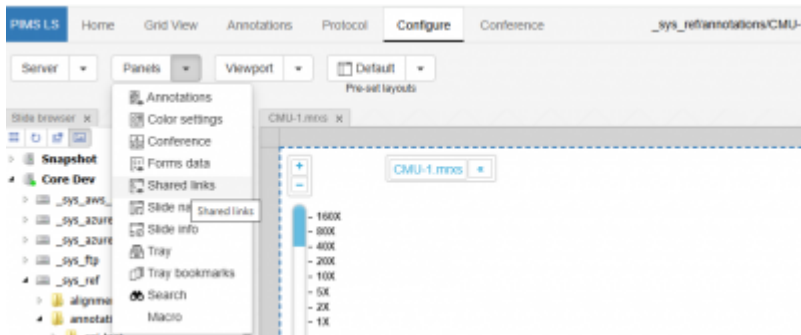 PIMS LS Home Grid View Annotations Protocol Configure Conference _sys_ref/annotations/CMU-
Server Panels Viewport Default
Pre-set layouts
Slide browser x CMU-1.mrxs x
Annotations
Color settings
Conference
Forms data
Shared links
Slide na
Shared links
Slide info
Tray
Tray bookmarks
Search
Macro
Snapshot
Core Dev
_sys_aws_
_sys_azure
_sys_azure
_sys_ftp
_sys_ref
alignme
annotati
+
CMU-1.mrxs «
-
160X
80X
40X
20X
10X
5X
2X
1X